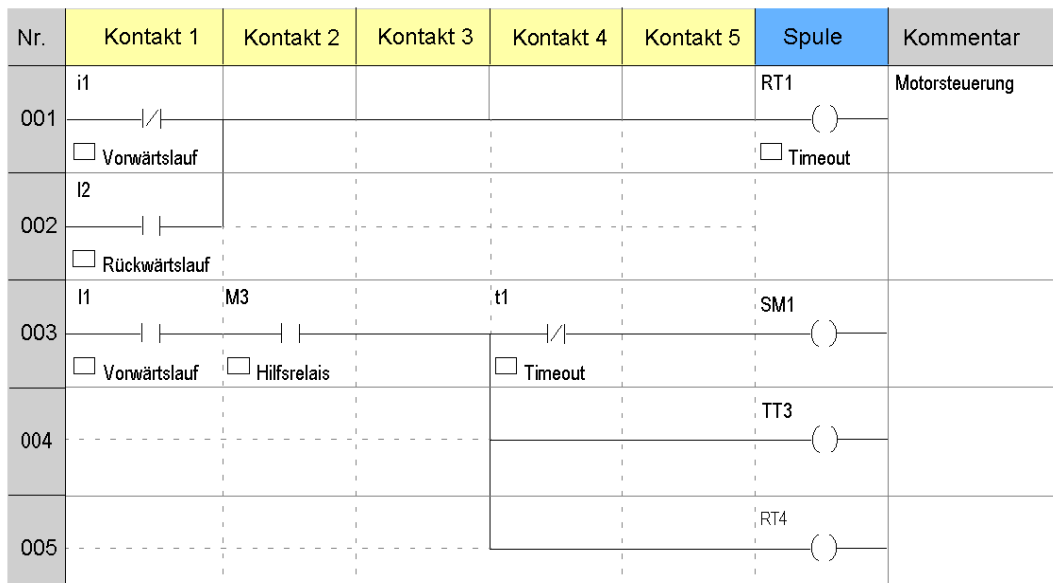 Nr. Kontakt 1 Kontakt 2 Kontakt 3 Kontakt 4 Kontakt 5 Spule Kommentar
i1 RT1 Motorsteuerung
001
Vorwärtslauf Timeout
I2
002
Rückwärtslauf
I1 M3 t1 SM1
003
Vorwärtslauf Hilfsrelais Timeout
TT3
004
RT4
005